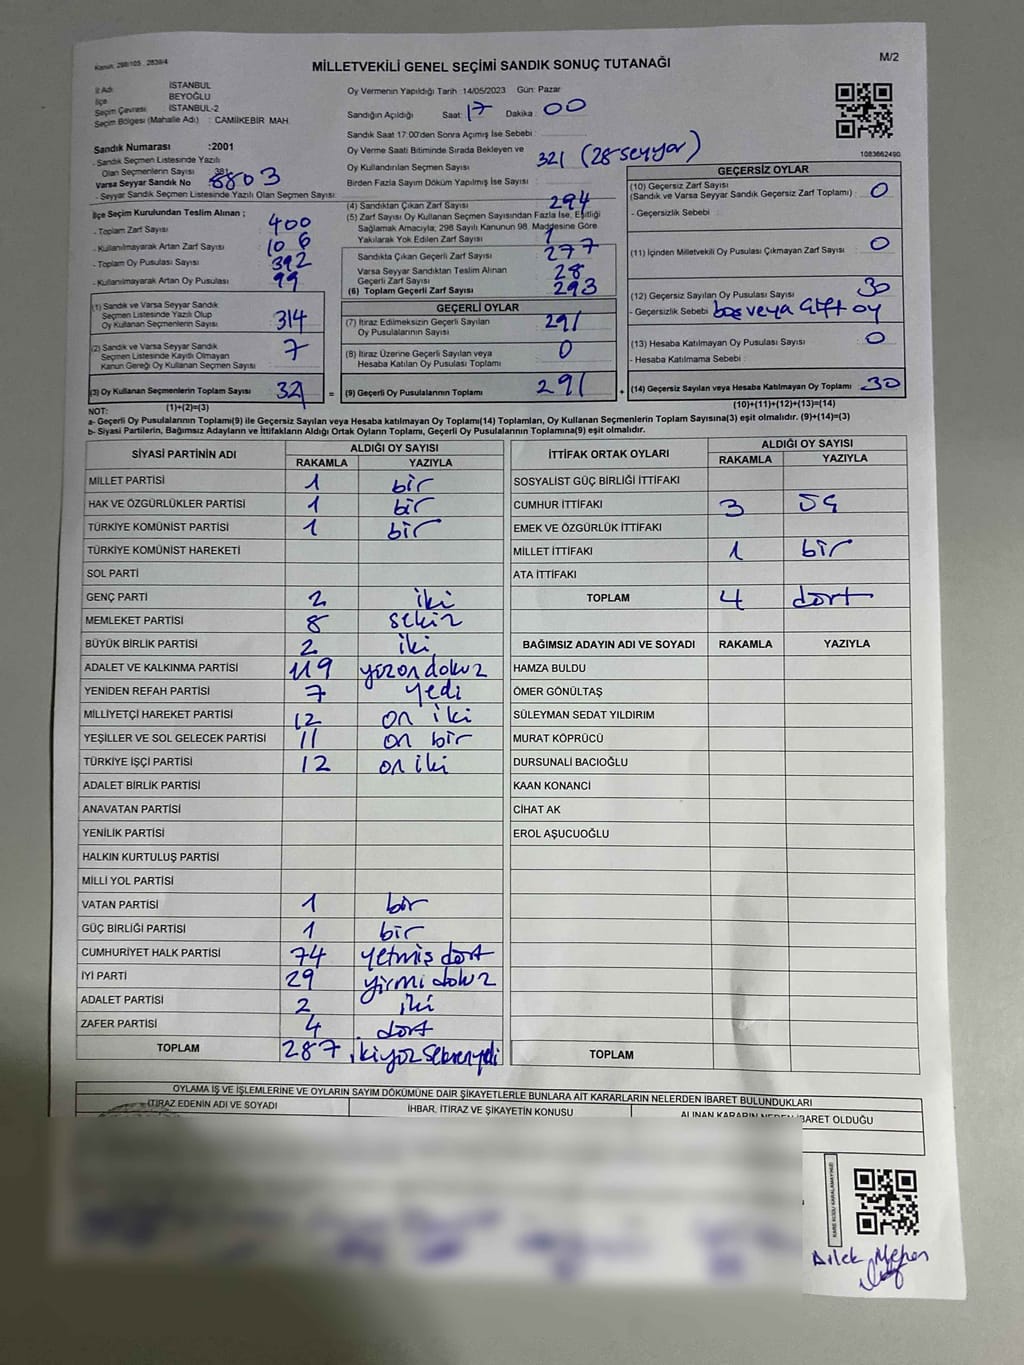 Kanun: 298/105 , 2839/4
MİLLETVEKİLİ GENEL SEÇİMİ SANDIK SONUÇ TUTANAĞI
M/2
İl Adı : İSTANBUL
İlçe : BEYOĞLU
Seçim Çevresi : İSTANBUL-2
Seçim Bölgesi (Mahalle Adı) : CAMİİKEBİR MAH.
Sandık Numarası :2001
- Sandık Seçmen Listesinde Yazılı
Olan Seçmenlerin Sayısı
Varsa Seyyar Sandık No 8803
- Seyyar Sandık Seçmen Listesinde Yazılı Olan Seçmen Sayısı:
İlçe Seçim Kurulundan Teslim Alınan ;
- Toplam Zarf Sayısı 400
- Kullanılmayarak Artan Zarf Sayısı 106
- Toplam Oy Pusulası Sayısı 392
- Kullanılmayarak Artan Oy Pusulası 99
(1) Sandık ve Varsa Seyyar Sandık
Seçmen Listesinde Yazılı Olup
Oy Kullanan Seçmenlerin Sayısı 314
(2) Sandık ve Varsa Seyyar Sandık
Seçmen Listesinde Kayıtlı Olmayan
Kanun Gereği Oy Kullanan Seçmen Sayısı 7
(3) Oy Kullanan Seçmenlerin Toplam Sayısı 321 =
(1)+(2)=(3)
Oy Vermenin Yapıldığı Tarih :14/05/2023 Gün: Pazar
Sandığın Açıldığı Saat: 17 Dakika : 00
Sandık Saat 17:00'den Sonra Açımış İse Sebebi :
Oy Verme Saati Bitiminde Sırada Bekleyen ve
Oy Kullandırılan Seçmen Sayısı 321 (28 seyyar)
Birden Fazla Sayım Döküm Yapılmış İse Sayısı :
(4) Sandıktan Çıkan Zarf Sayısı 294
(5) Zarf Sayısı Oy Kullanan Seçmen Sayısından Fazla İse, Eşitliği
Sağlamak Amacıyla; 298 Sayılı Kanunun 98. Maddesine Göre
Yakılarak Yok Edilen Zarf Sayısı 1
Sandıkta Çıkan Geçerli Zarf Sayısı 277
Varsa Seyyar Sandıktan Teslim Alınan
Geçerli Zarf Sayısı 28
(6) Toplam Geçerli Zarf Sayısı 293
GEÇERLİ OYLAR
(7) İtiraz Edilmeksizin Geçerli Sayılan
Oy Pusulalarının Sayısı 291
(8) İtiraz Üzerine Geçerli Sayılan veya
Hesaba Katılan Oy Pusulası Toplamı 0
(9) Geçerli Oy Pusulalarının Toplamı 291 +
1083662490
GEÇERSİZ OYLAR
(10) Geçersiz Zarf Sayısı
(Sandık ve Varsa Seyyar Sandık Geçersiz Zarf Toplamı) : 0
- Geçersizlik Sebebi :
(11) İçinden Milletvekili Oy Pusulası Çıkmayan Zarf Sayısı 0
(12) Geçersiz Sayılan Oy Pusulası Sayısı 30
- Geçersizlik Sebebi boş veya çift oy
(13) Hesaba Katılmayan Oy Pusulası Sayısı 0
- Hesaba Katılmama Sebebi :
(14) Geçersiz Sayılan veya Hesaba Katılmayan Oy Toplamı 30
(10)+(11)+(12)+(13)=(14)
NOT:
a- Geçerli Oy Pusulalarının Toplamı(9) ile Geçersiz Sayılan veya Hesaba katılmayan Oy Toplamı(14) Toplamları, Oy Kullanan Seçmenlerin Toplam Sayısına(3) eşit olmalıdır. (9)+(14)=(3)
b- Siyasi Partilerin, Bağımsız Adayların ve İttifakların Aldığı Ortak Oyların Toplamı, Geçerli Oy Pusulalarının Toplamına(9) eşit olmalıdır.
SİYASİ PARTİNİN ADI ALDIĞI OY SAYISI
RAKAMLA YAZIYLA
MİLLET PARTİSİ 1 bir
HAK VE ÖZGÜRLÜKLER PARTİSİ 1 bir
TÜRKİYE KOMÜNİST PARTİSİ 1 bir
TÜRKİYE KOMÜNİST HAREKETİ
SOL PARTİ
GENÇ PARTİ 2 iki
MEMLEKET PARTİSİ 8 sekiz
BÜYÜK BİRLİK PARTİSİ 2 iki
ADALET VE KALKINMA PARTİSİ 119 yüzondokuz
YENİDEN REFAH PARTİSİ 7 yedi
MİLLİYETÇİ HAREKET PARTİSİ 12 on iki
YEŞİLLER VE SOL GELECEK PARTİSİ 11 on bir
TÜRKİYE İŞÇİ PARTİSİ 12 on iki
ADALET BİRLİK PARTİSİ
ANAVATAN PARTİSİ
YENİLİK PARTİSİ
HALKIN KURTULUŞ PARTİSİ
MİLLİ YOL PARTİSİ
VATAN PARTİSİ 1 bir
GÜÇ BİRLİĞİ PARTİSİ 1 bir
CUMHURİYET HALK PARTİSİ 74 yetmiş dört
İYİ PARTİ 29 yirmi dokuz
ADALET PARTİSİ 2 iki
ZAFER PARTİSİ 4 dört
TOPLAM 287 ikiyüz seksenyedi
İTTİFAK ORTAK OYLARI ALDIĞI OY SAYISI
RAKAMLA YAZIYLA
SOSYALİST GÜÇ BİRLİĞİ İTTİFAKI
CUMHUR İTTİFAKI 3 üç
EMEK VE ÖZGÜRLÜK İTTİFAKI
MİLLET İTTİFAKI 1 bir
ATA İTTİFAKI
TOPLAM 4 dört
BAĞIMSIZ ADAYIN ADI VE SOYADI RAKAMLA YAZIYLA
HAMZA BULDU
ÖMER GÖNÜLTAŞ
SÜLEYMAN SEDAT YILDIRIM
MURAT KÖPRÜCÜ
DURSUNALİ BACIOĞLU
KAAN KONANCİ
CİHAT AK
EROL AŞUCUOĞLU
TOPLAM
OYLAMA İŞ VE İŞLEMLERİNE VE OYLARIN SAYIM DÖKÜMÜNE DAİR ŞİKAYETLERLE BUNLARA AİT KARARLARIN NELERDEN İBARET BULUNDUKLARI
İTİRAZ EDENİN ADI VE SOYADI İHBAR, İTİRAZ VE ŞİKAYETİN KONUSU ALINAN KARARIN NEDEN İBARET OLDUĞU
KARE KODU KARALAMAYINIZ!
Dilek